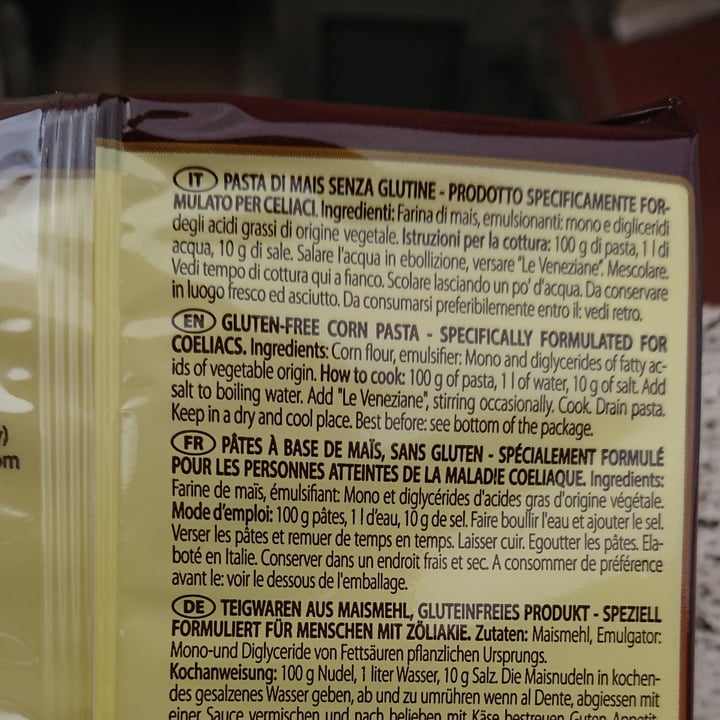 IT PASTA DI MAIS SENZA GLUTINE - PRODOTTO SPECIFICAMENTE FOR-
MULATO PER CELIACI. Ingredienti: Farina di mais, emulsionanti: mono e digliceridi
degli acidi grassi di origine vegetale. Istruzioni per la cottura: 100 g di pasta, 1 l di
acqua, 10 g di sale. Salare l'acqua in ebollizione, versare "Le Veneziane". Mescolare.
Vedi tempo di cottura qui a fianco. Scolare lasciando un po' d'acqua. Da conservare
in luogo fresco ed asciutto. Da consumarsi preferibilmente entro il: vedi retro.
EN GLUTEN-FREE CORN PASTA - SPECIFICALLY FORMULATED FOR
COELIACS. Ingredients: Corn flour, emulsifier: Mono and diglycerides of fatty ac-
ids of vegetable origin. How to cook: 100 g of pasta, 1 l of water, 10 g of salt. Add
salt to boiling water. Add "Le Veneziane", stirring occasionally. Cook. Drain pasta.
Keep in a dry and cool place. Best before: see bottom of the package.
FR PÂTES À BASE DE MAÏS, SANS GLUTEN - SPÉCIALEMENT FORMULÉ
POUR LES PERSONNES ATTEINTES DE LA MALADIE COELIAQUE. Ingredients:
Farine de maïs, émulsifiant: Mono et diglycérides d'acides gras d'origine végétale.
Mode d'emploi: 100 g pâtes, 1 l d'eau, 10 g de sel. Faire boullir l'eau et ajouter le sel.
Verser les pâtes et remuer de temps en temps. Laisser cuir. Egoutter les pâtes. Ela-
boté en Italie. Conserver dans un endroit frais et sec. A consommer de préférence
avant le: voir le dessous de l'emballage.
DE TEIGWAREN AUS MAISMEHL, GLUTEINFREIES PRODUKT - SPEZIELL
FORMULIERT FÜR MENSCHEN MIT ZÖLIAKIE. Zutaten: Maismehl, Emulgator:
Mono-und Diglyceride von Fettsäuren pflanzlichen Ursprungs.
Kochanweisung: 100 g Nudel, 1 liter Wasser, 10 g Salz. Die Maisnudeln in kochen-
des gesalzenes Wasser geben, ab und zu umrühren wenn al Dente, abgiessen mit
einer Sauce vermischen und nach belieben mit Käse bestreuen Guten Appetit